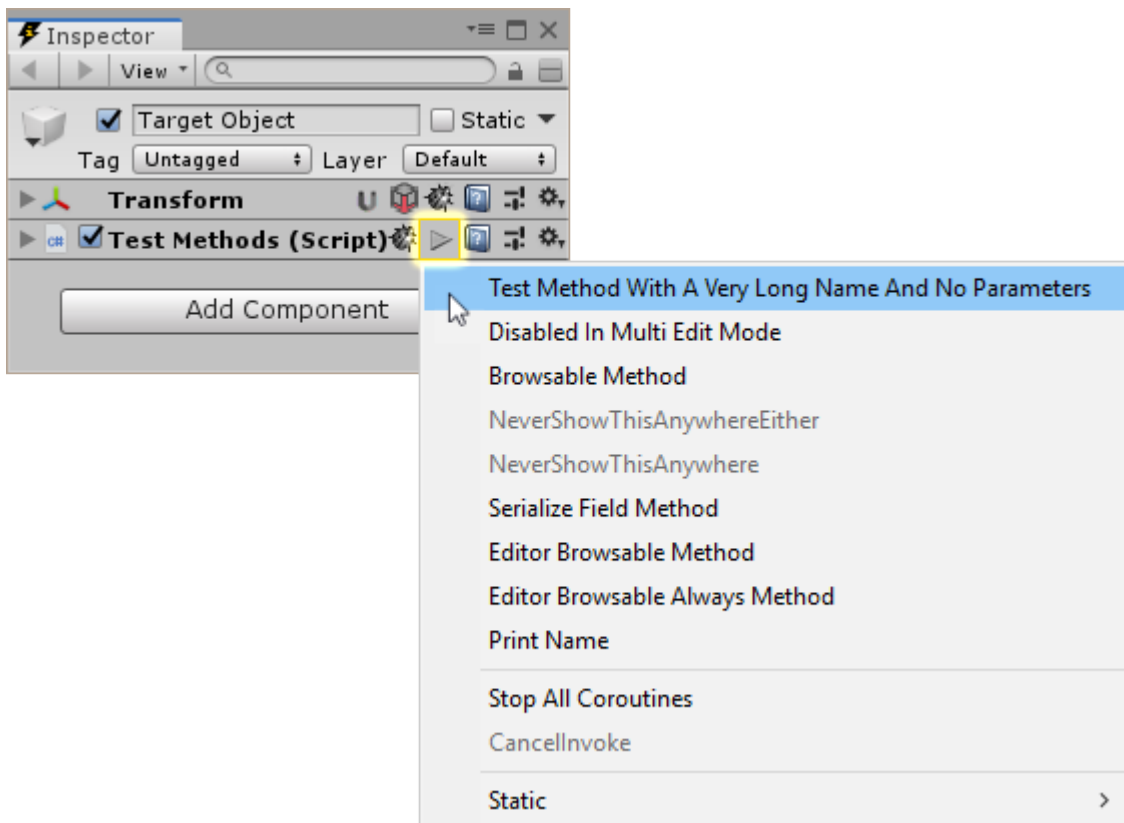 Inspector
View
Target Object Static
Tag Untagged Layer Default
Transform
c# Test Methods (Script)
Add Component
Test Method With A Very Long Name And No Parameters
Disabled In Multi Edit Mode
Browsable Method
NeverShowThisAnywhereEither
NeverShowThisAnywhere
Serialize Field Method
Editor Browsable Method
Editor Browsable Always Method
Print Name
Stop All Coroutines
CancelInvoke
Static